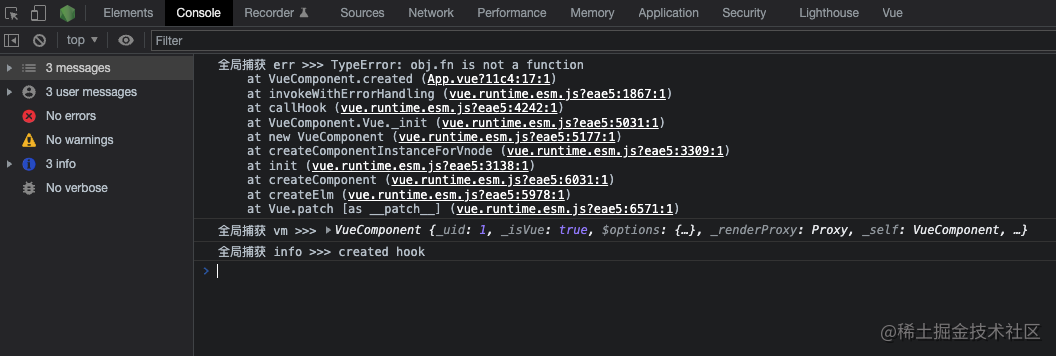 Elements Console Recorder Sources Network Performance Memory Application Security Lighthouse Vue
top Filter
3 messages
3 user messages
No errors
No warnings
3 info
No verbose
全局捕获 err >>> TypeError: obj.fn is not a function
at VueComponent.created (App.vue?11c4:17:1)
at invokeWithErrorHandling (vue.runtime.esm.js?eae5:1867:1)
at callHook (vue.runtime.esm.js?eae5:4242:1)
at VueComponent.Vue._init (vue.runtime.esm.js?eae5:5031:1)
at new VueComponent (vue.runtime.esm.js?eae5:5177:1)
at createComponentInstanceForVnode (vue.runtime.esm.js?eae5:3309:1)
at init (vue.runtime.esm.js?eae5:3138:1)
at createComponent (vue.runtime.esm.js?eae5:6031:1)
at createElm (vue.runtime.esm.js?eae5:5978:1)
at Vue.patch [as __patch__] (vue.runtime.esm.js?eae5:6571:1)
全局捕获 vm >>> VueComponent {_uid: 1, _isVue: true, $options: {…}, _renderProxy: Proxy, _self: VueComponent, …}
全局捕获 info >>> created hook
@稀土掘金技术社区